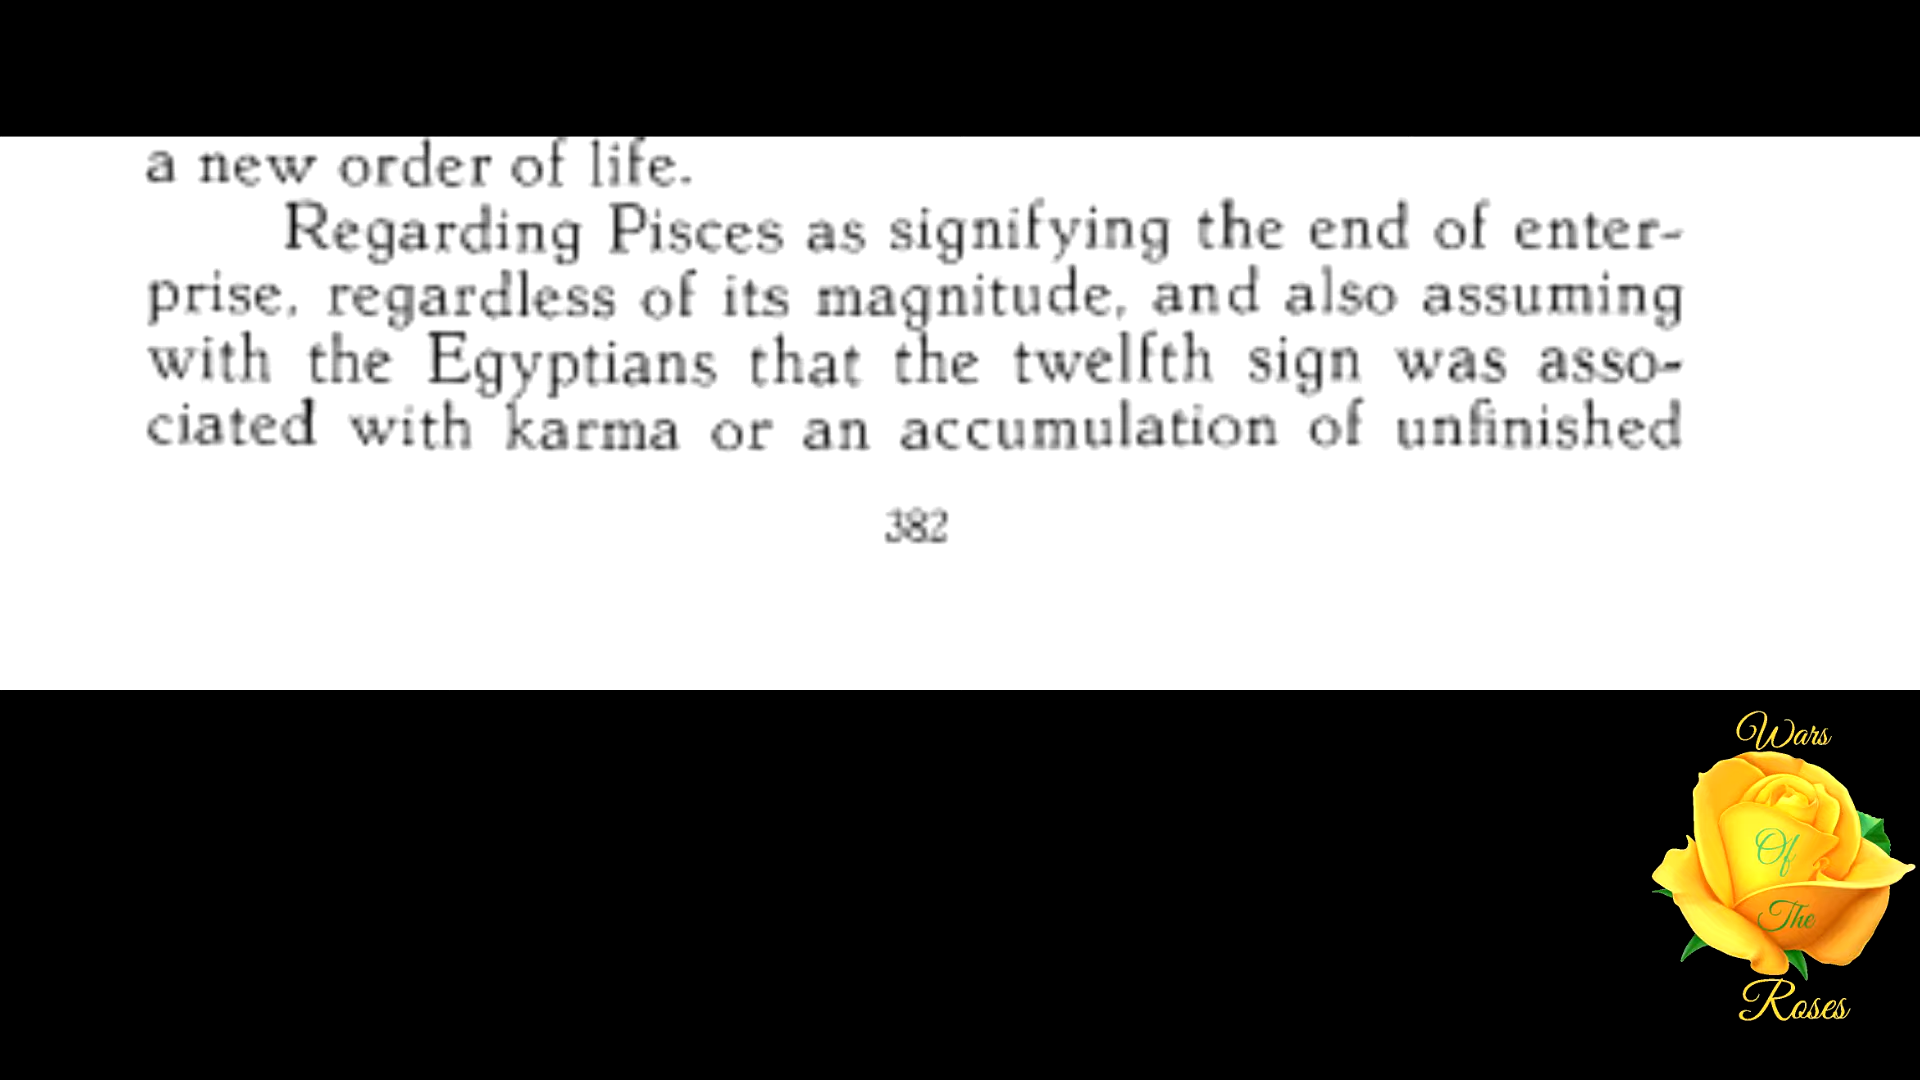 a new order of life.
Regarding Pisces as signifying the end of enter-
prise, regardless of its magnitude, and also assuming
with the Egyptians that the twelfth sign was asso-
ciated with karma or an accumulation of unfinished
382
Wars
Of
The
Roses